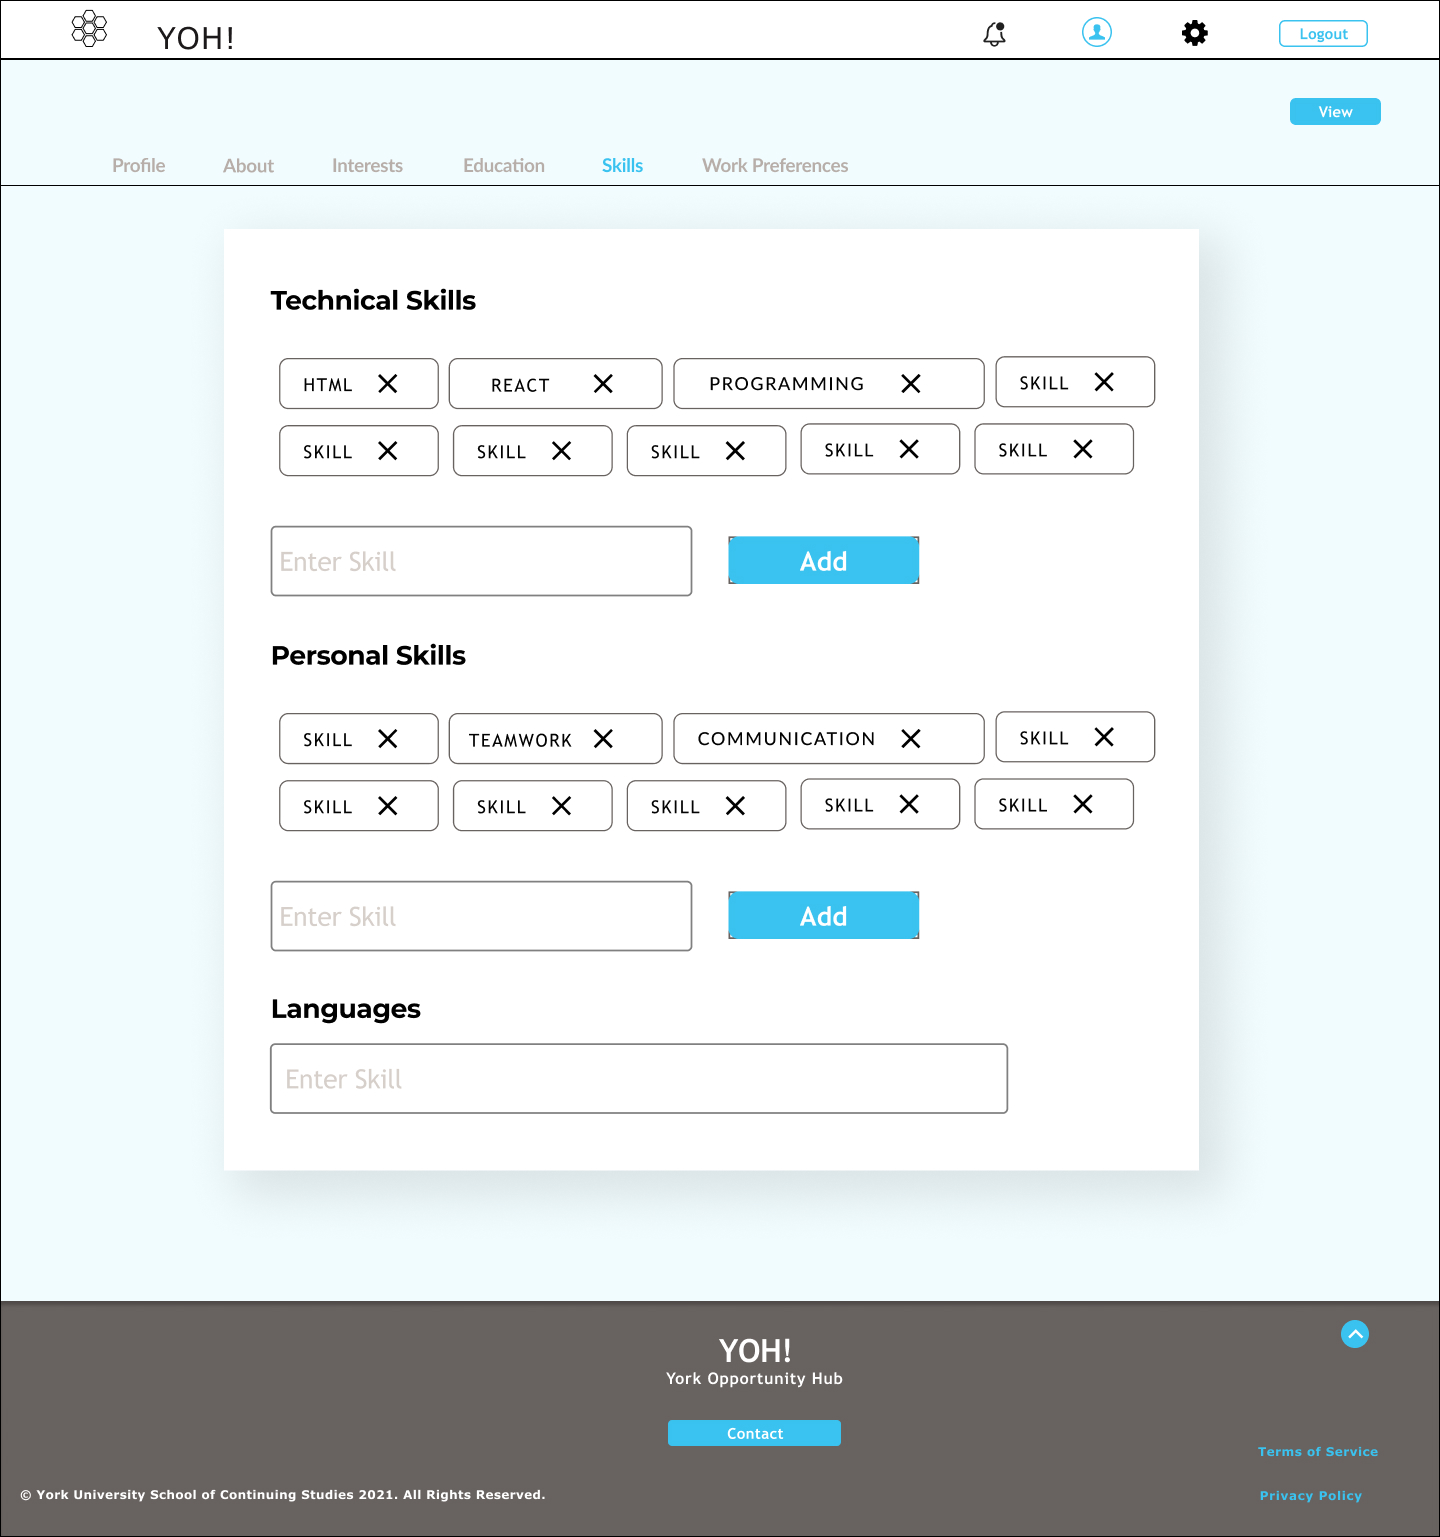 YOH!
Logout
View
Profile About Interests Education Skills Work Preferences
Technical Skills
HTML REACT PROGRAMMING SKILL
SKILL SKILL SKILL SKILL SKILL
Enter Skill Add
Personal Skills
SKILL TEAMWORK COMMUNICATION SKILL
SKILL SKILL SKILL SKILL SKILL
Enter Skill Add
Languages
Enter Skill
YOH!
York Opportunity Hub
Contact
Terms of Service
© York University School of Continuing Studies 2021. All Rights Reserved.
Privacy Policy